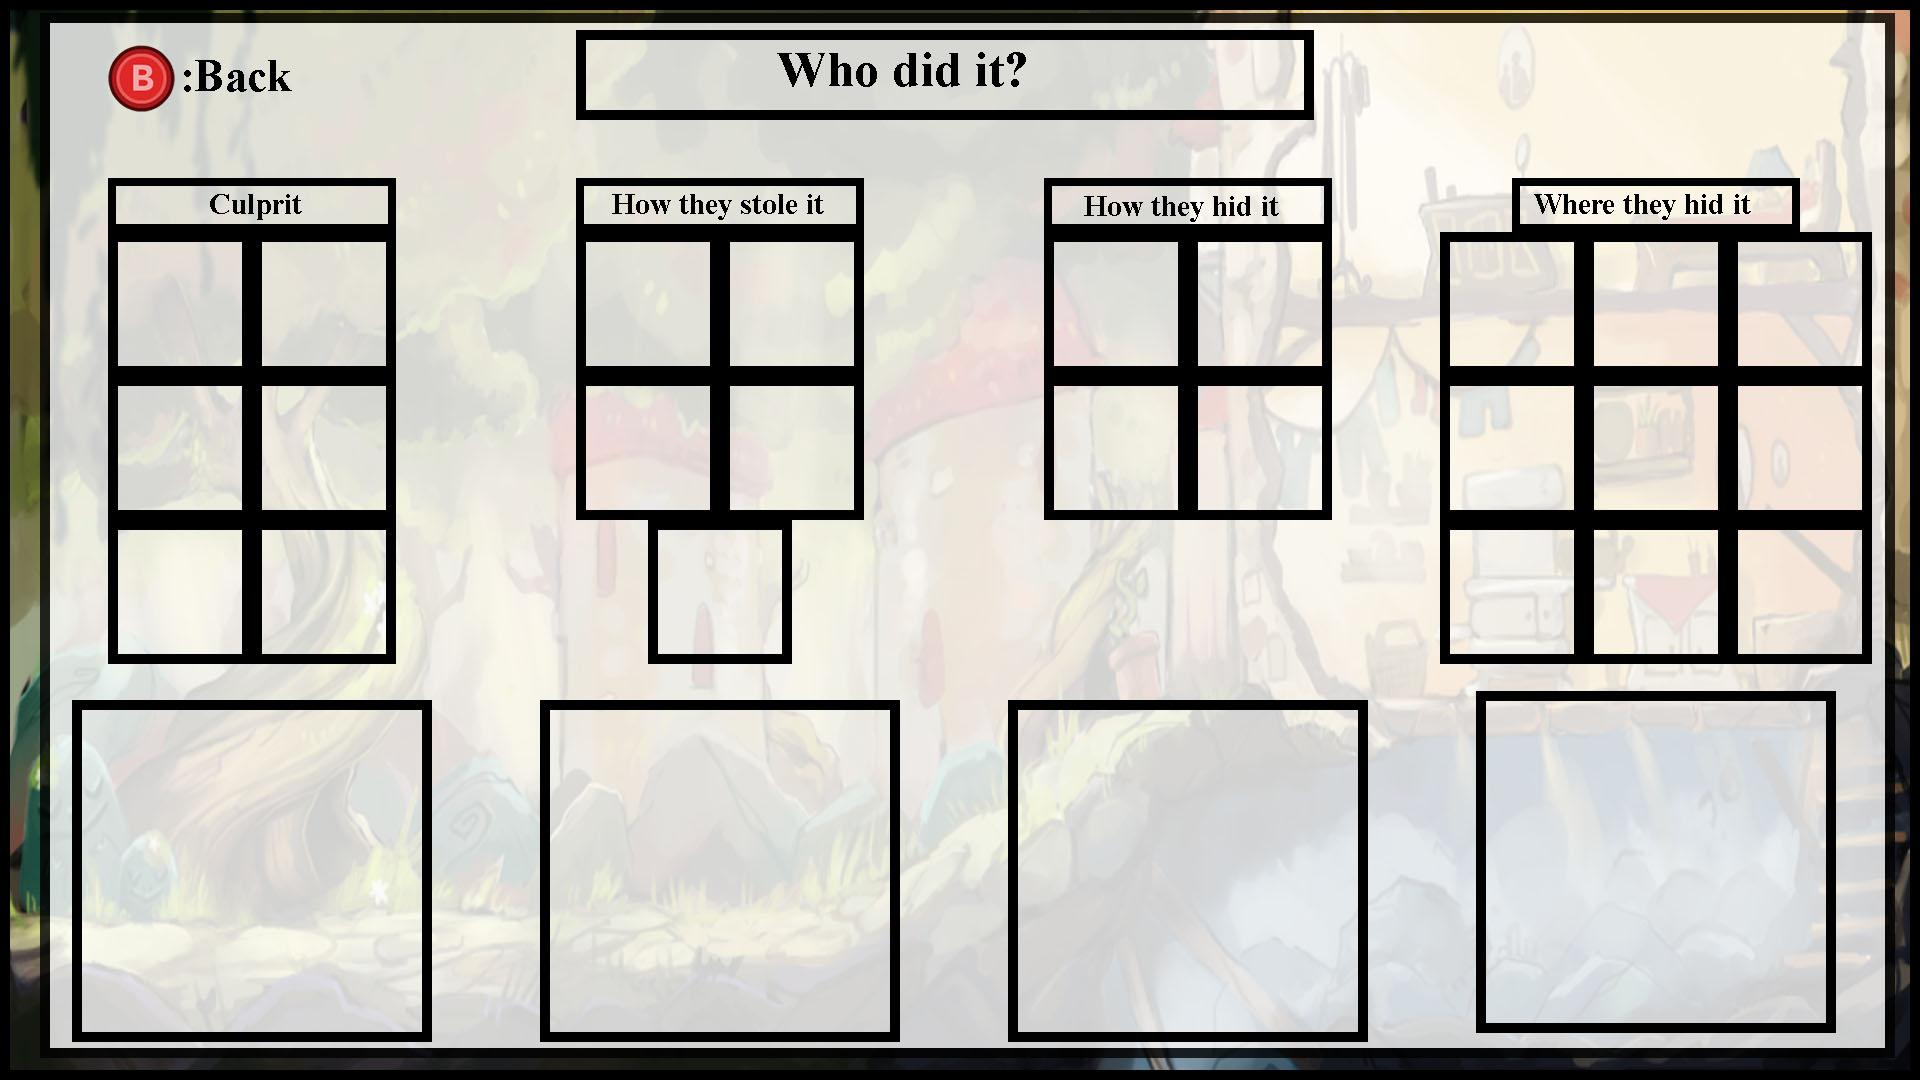 Who did it?
B :Back
Culprit
How they stole it
How they hid it
Where they hid it